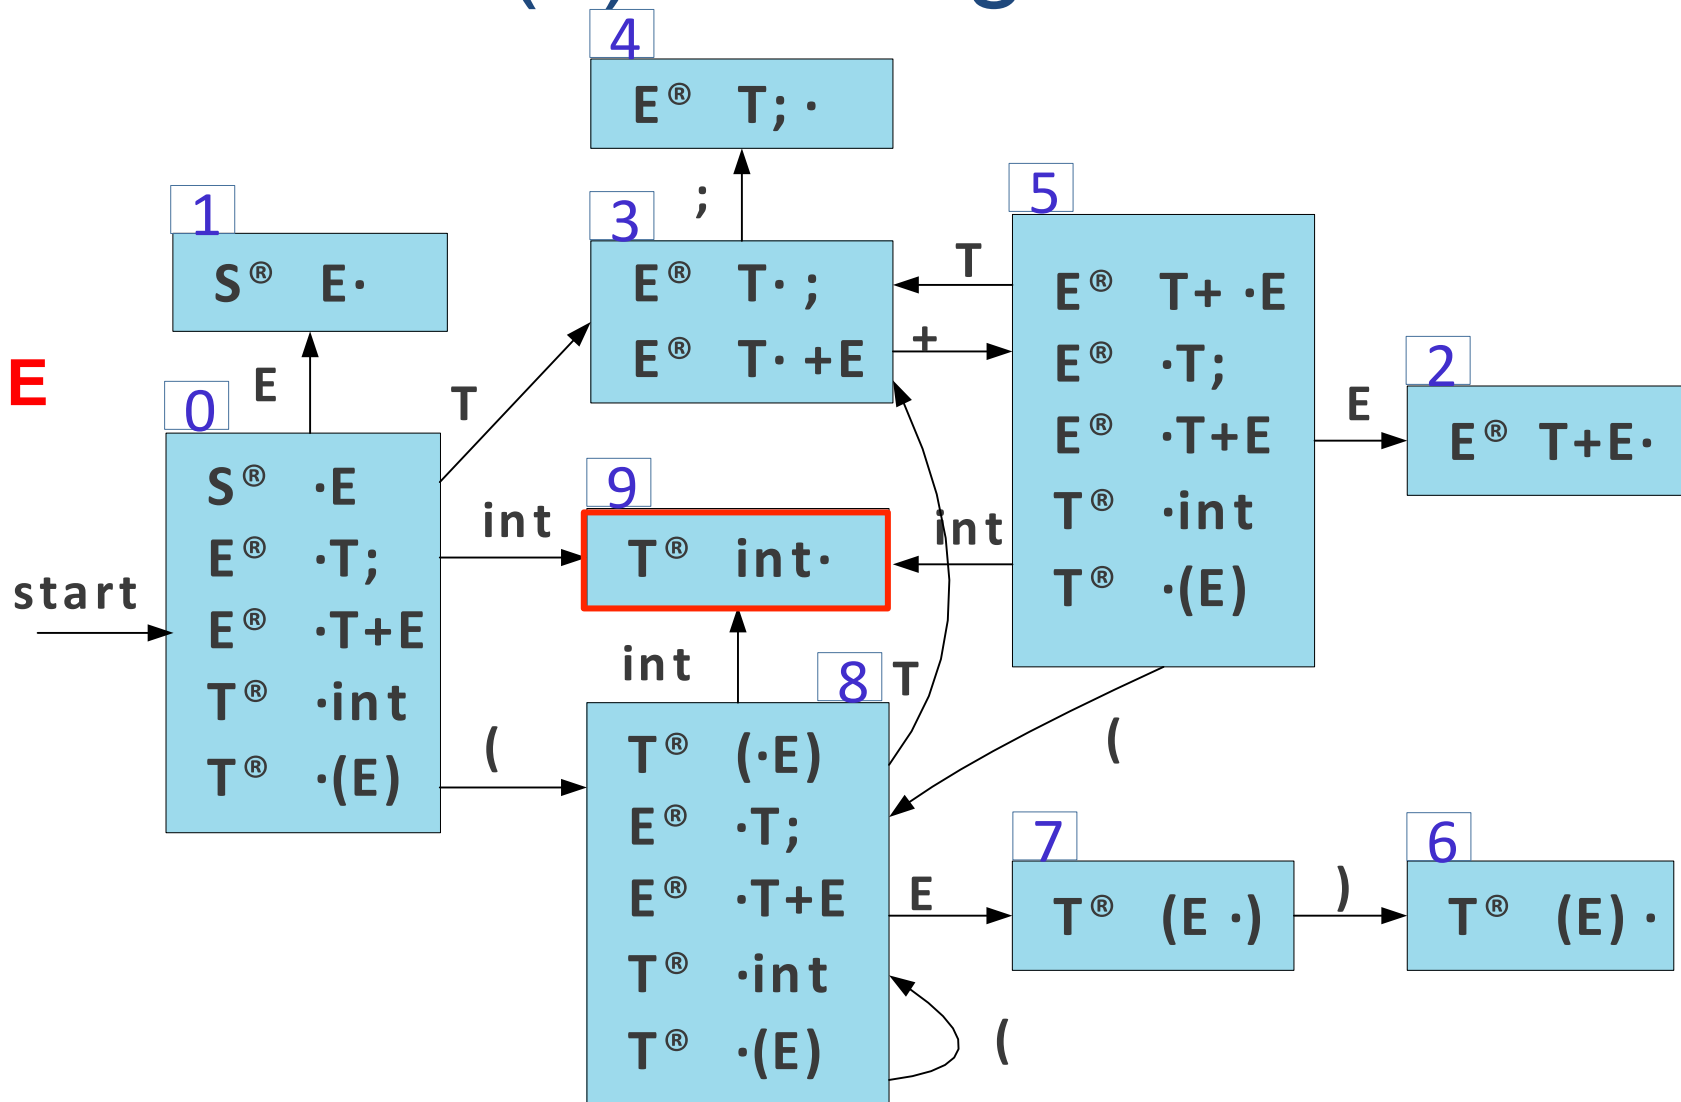 4
E® T;·
1
S® E·
;
3
E® T·;
E® T·+E
T
+
5
E® T+·E
E® ·T;
E® ·T+E
T® ·int
T® ·(E)
E
2
E® T+E·
E
E
T
0
S® ·E
E® ·T;
E® ·T+E
T® ·int
T® ·(E)
start
int
9
T® int·
int
int
(
8
T
T® (·E)
E® ·T;
E® ·T+E
T® ·int
T® ·(E)
(
E
7
T® (E·)
)
6
T® (E)·
(